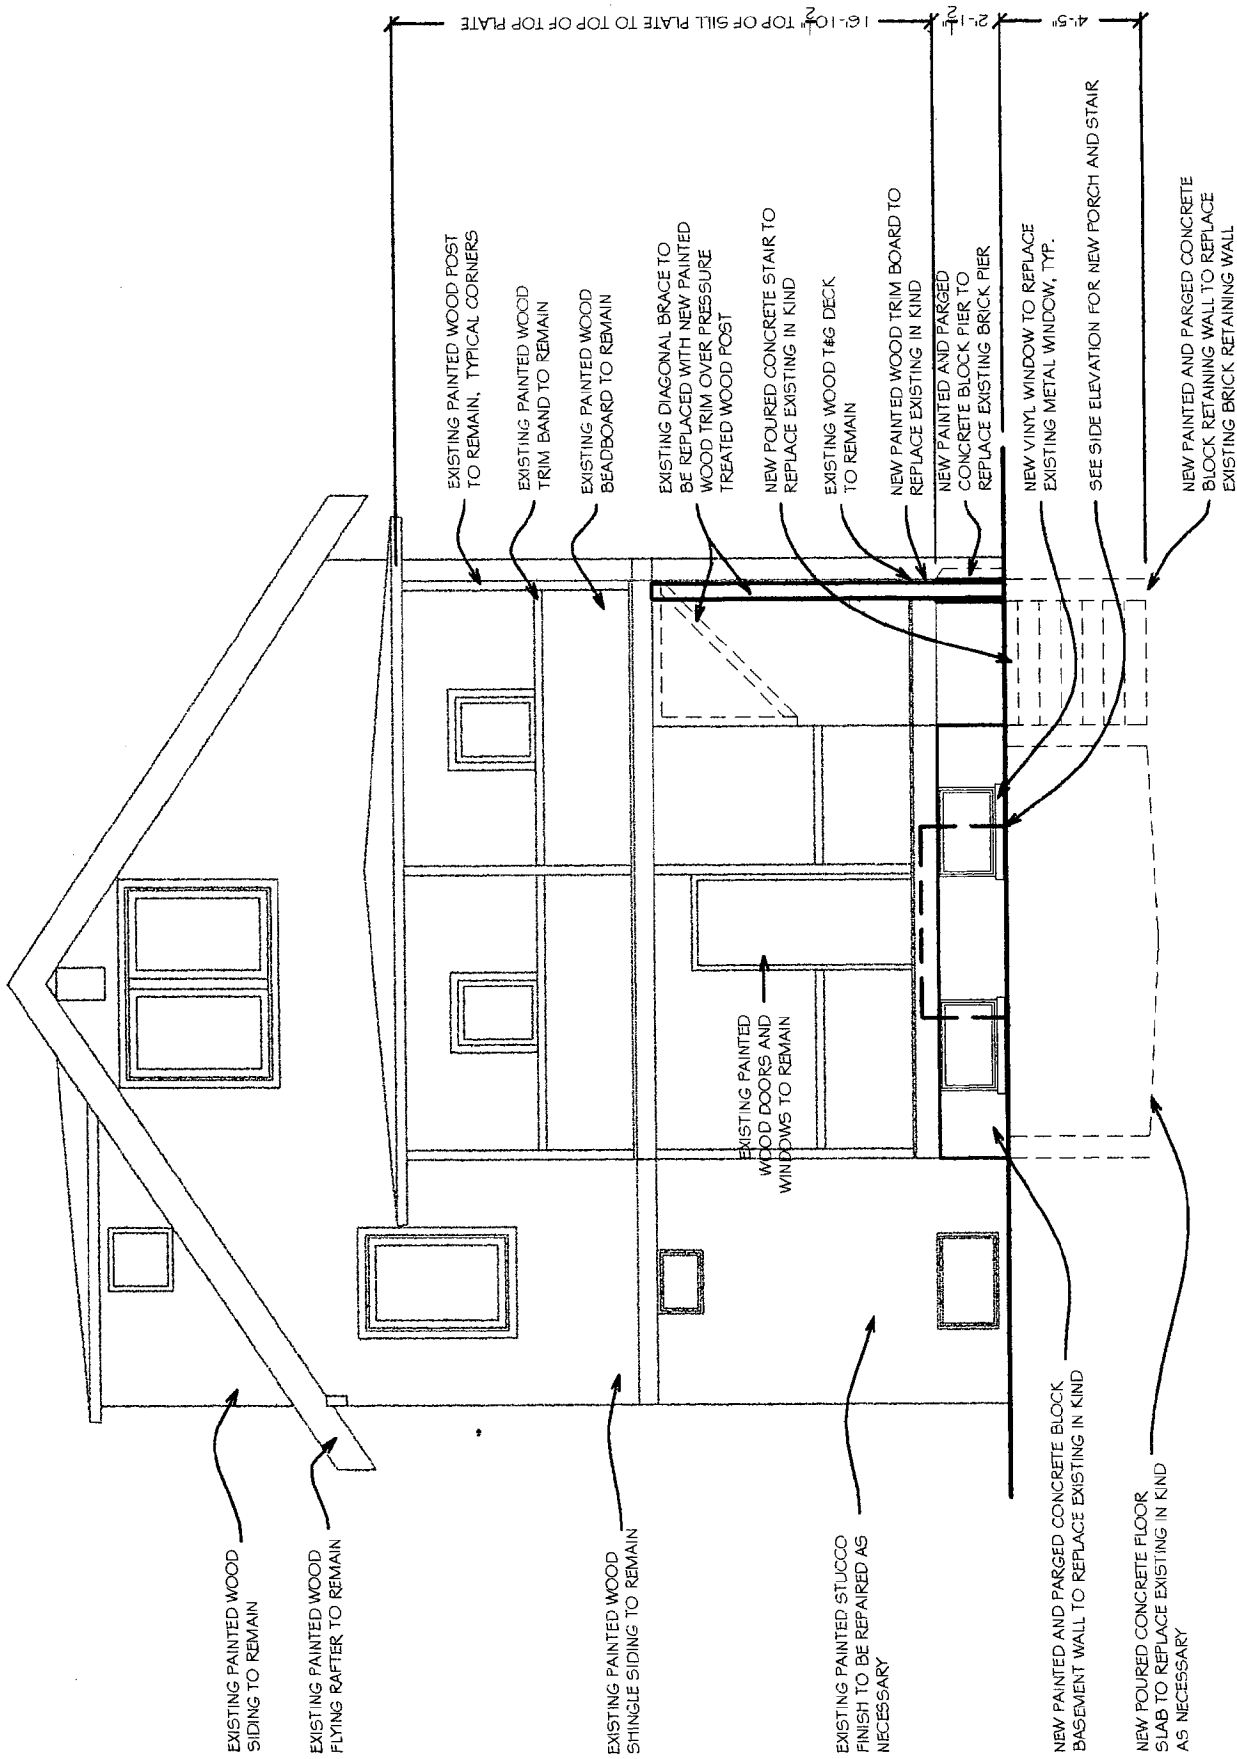 EXISTING PAINTED WOOD
SIDING TO REMAIN
EXISTING PAINTED WOOD
FLYING RAFTER TO REMAIN
EXISTING PAINTED WOOD
SHINGLE SIDING TO REMAIN
EXISTING PAINTED STUCCO
FINISH TO BE REPAIRED AS
NECESSARY
NEW PAINTED AND PARGED CONCRETE BLOCK
BASEMENT WALL TO REPLACE EXISTING IN KIND
NEW POURED CONCRETE FLOOR
SLAB TO REPLACE EXISTING IN KIND
AS NECESSARY
EXISTING PAINTED
WOOD DOORS AND
WINDOWS TO REMAIN
EXISTING PAINTED WOOD POST
TO REMAIN, TYPICAL CORNERS
EXISTING PAINTED WOOD
TRIM BAND TO REMAIN
EXISTING PAINTED WOOD
BEADBOARD TO REMAIN
EXISTING DIAGONAL BRACE TO
BE REPLACED WITH NEW PAINTED
WOOD TRIM OVER PRESSURE
TREATED WOOD POST
NEW POURED CONCRETE STAIR TO
REPLACE EXISTING IN KIND
EXISTING WOOD T&G DECK
TO REMAIN
NEW PAINTED WOOD TRIM BOARD TO
REPLACE EXISTING IN KIND
NEW PAINTED AND PARGED
CONCRETE BLOCK PIER TO
REPLACE EXISTING BRICK PIER
NEW VINYL WINDOW TO REPLACE
EXISTING METAL WINDOW, TYP.
SEE SIDE ELEVATION FOR NEW PORCH AND STAIR
NEW PAINTED AND PARGED CONCRETE
BLOCK RETAINING WALL TO REPLACE
EXISTING BRICK RETAINING WALL
16'-10 1/2" TOP OF SILL PLATE TO TOP OF TOP PLATE
2'-1 1/2"
4'-5"